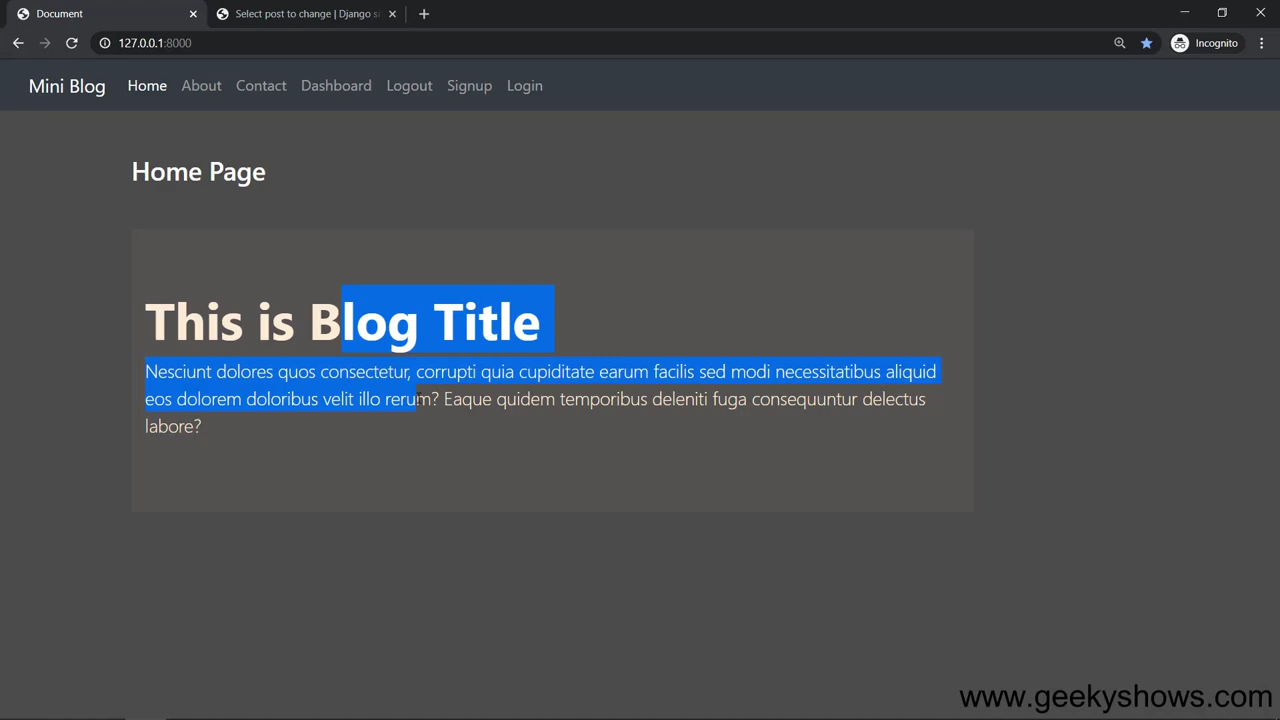 Document
Select post to change | Django s
127.0.0.1:8000
Incognito
Mini Blog Home About Contact Dashboard Logout Signup Login
Home Page
This is Blog Title
Nesciunt dolores quos consectetur, corrupti quia cupiditate earum facilis sed modi necessitatibus aliquid
eos dolorem doloribus velit illo rerum? Eaque quidem temporibus deleniti fuga consequuntur delectus
labore?
www.geekyshows.com